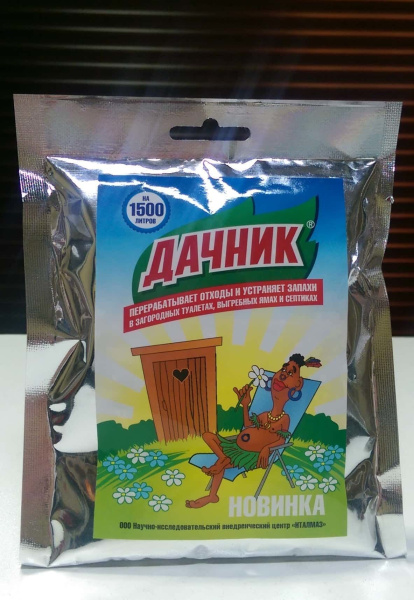 НА
1500
ЛИТРОВ
ДАЧНИК®
ПЕРЕРАБАТЫВАЕТ ОТХОДЫ И УСТРАНЯЕТ ЗАПАХИ
В ЗАГОРОДНЫХ ТУАЛЕТАХ, ВЫГРЕБНЫХ ЯМАХ И СЕПТИКАХ
НОВИНКА
ООО Научно-исследовательский внедренческий центр «ИТАЛМАЗ»